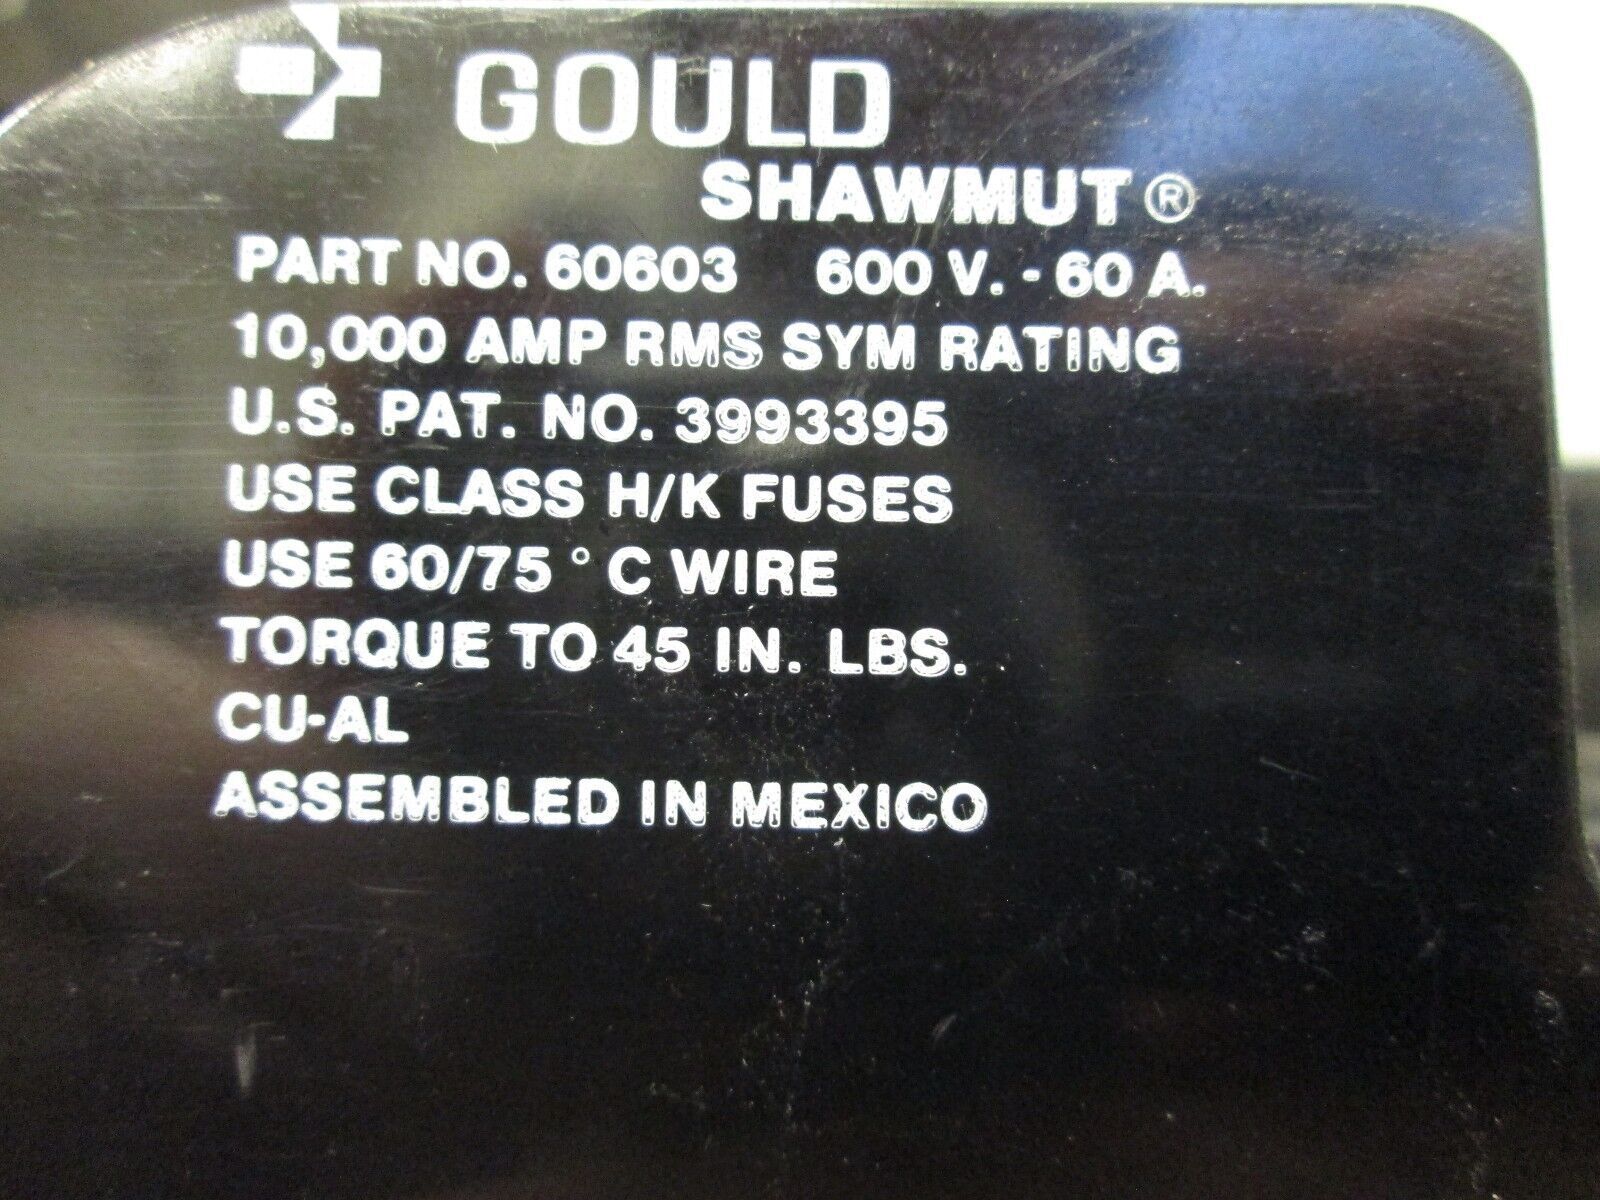 GOULD
SHAWMUT®
PART NO. 60603 600 V. - 60 A.
10,000 AMP RMS SYM RATING
U.S. PAT. NO. 3993395
USE CLASS H/K FUSES
USE 60/75 ° C WIRE
TORQUE TO 45 IN. LBS.
CU-AL
ASSEMBLED IN MEXICO